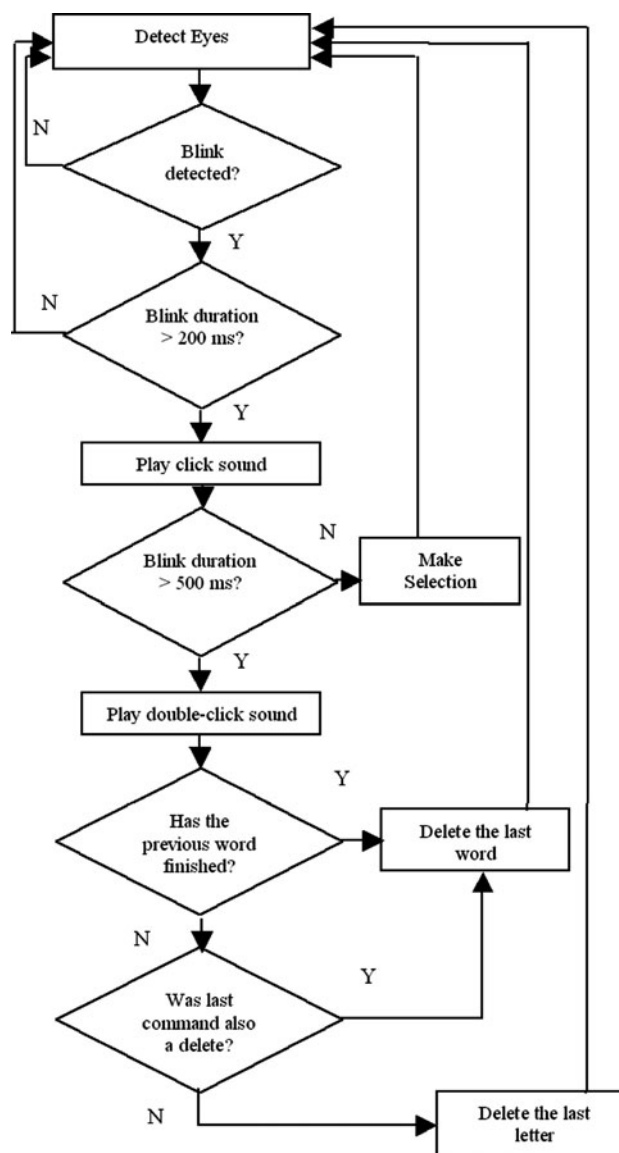 Detect Eyes
N
Blink
detected?
Y
N
Blink duration
> 200 ms?
Y
Play click sound
N
Blink duration
> 500 ms?
Make
Selection
Y
Play double-click sound
Y
Has the
previous word
finished?
Delete the last
word
N
Y
Was last
command also
a delete?
N
Delete the last
letter